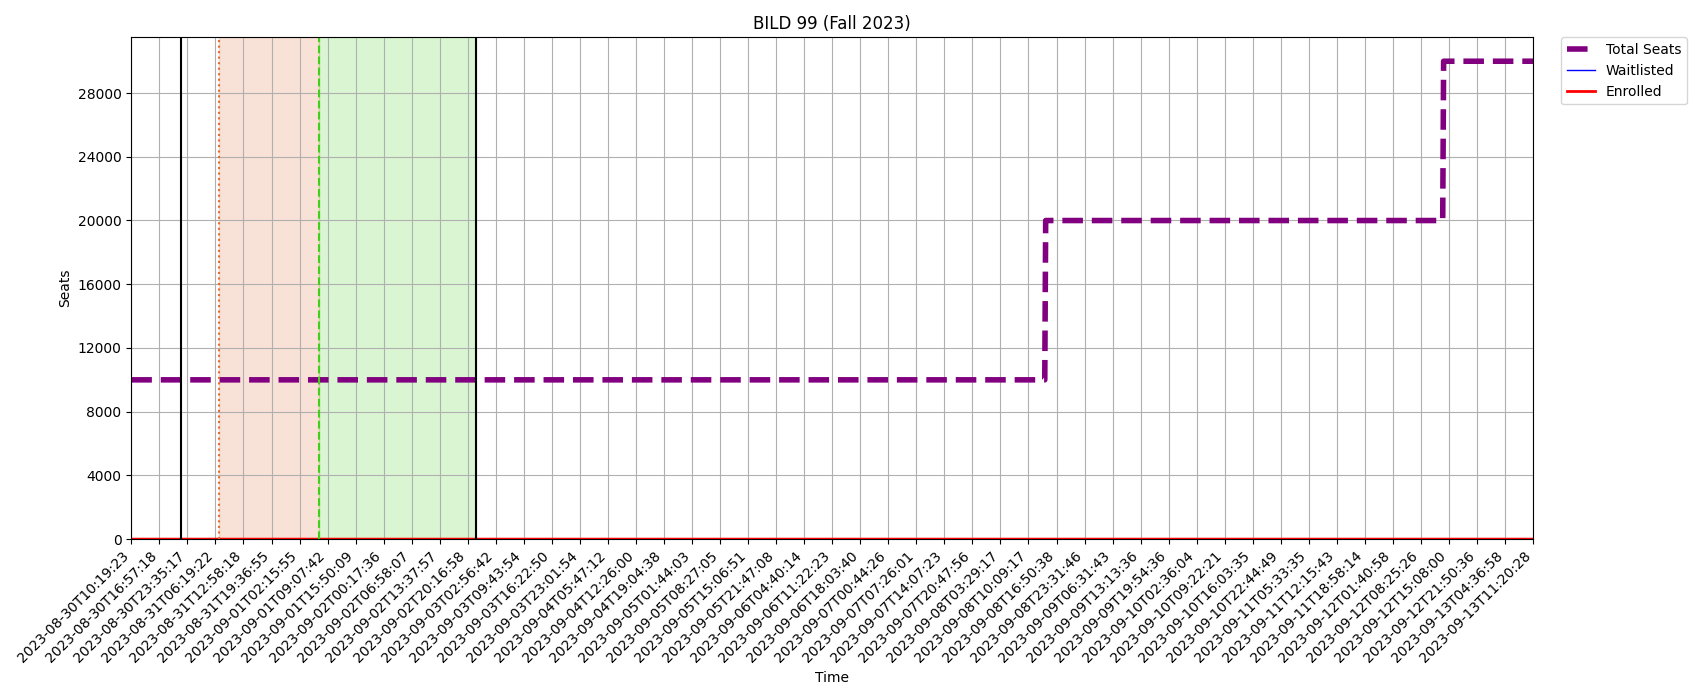 BILD 99 (Fall 2023)
Total Seats
Waitlisted
Enrolled
28000
24000
20000
16000
12000
8000
4000
0
Seats
2023-08-30T10:19:23
2023-08-30T16:57:18
2023-08-30T23:35:17
2023-08-31T06:19:22
2023-08-31T12:58:18
2023-08-31T19:36:55
2023-09-01T02:15:55
2023-09-01T09:07:42
2023-09-01T15:50:09
2023-09-02T00:17:36
2023-09-02T06:58:07
2023-09-02T13:37:57
2023-09-02T20:16:58
2023-09-03T02:56:42
2023-09-03T09:43:54
2023-09-03T16:22:50
2023-09-03T23:01:54
2023-09-04T05:47:12
2023-09-04T12:26:00
2023-09-04T19:04:38
2023-09-05T01:44:03
2023-09-05T08:27:05
2023-09-05T15:06:51
2023-09-05T21:47:08
2023-09-06T04:40:14
2023-09-06T11:22:23
2023-09-06T18:03:40
2023-09-07T00:44:26
2023-09-07T07:26:01
2023-09-07T14:07:23
2023-09-07T20:47:56
2023-09-08T03:29:17
2023-09-08T10:09:17
2023-09-08T16:50:38
2023-09-08T23:31:46
2023-09-09T06:31:43
2023-09-09T13:13:36
2023-09-09T19:54:36
2023-09-10T02:36:04
2023-09-10T09:22:21
2023-09-10T16:03:35
2023-09-10T22:44:49
2023-09-11T05:33:35
2023-09-11T12:15:43
2023-09-11T18:58:14
2023-09-12T01:40:58
2023-09-12T08:25:26
2023-09-12T15:08:00
2023-09-12T21:50:36
2023-09-13T04:36:58
2023-09-13T11:20:28
Time